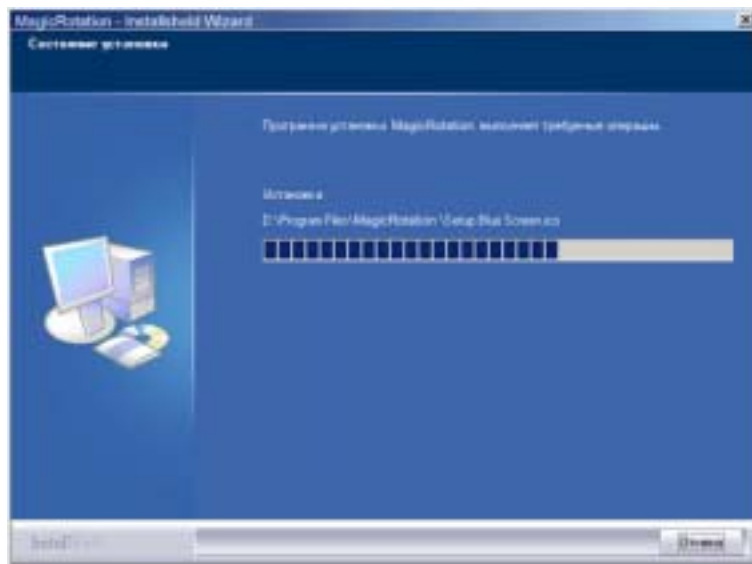 MagicRotation - InstallShield Wizard
Состояние установки
Программа установки MagicRotation выполняет требуемые операции.
Установка
D:\Program Files\MagicRotation \Setup Blue Screen.ico
Отмена